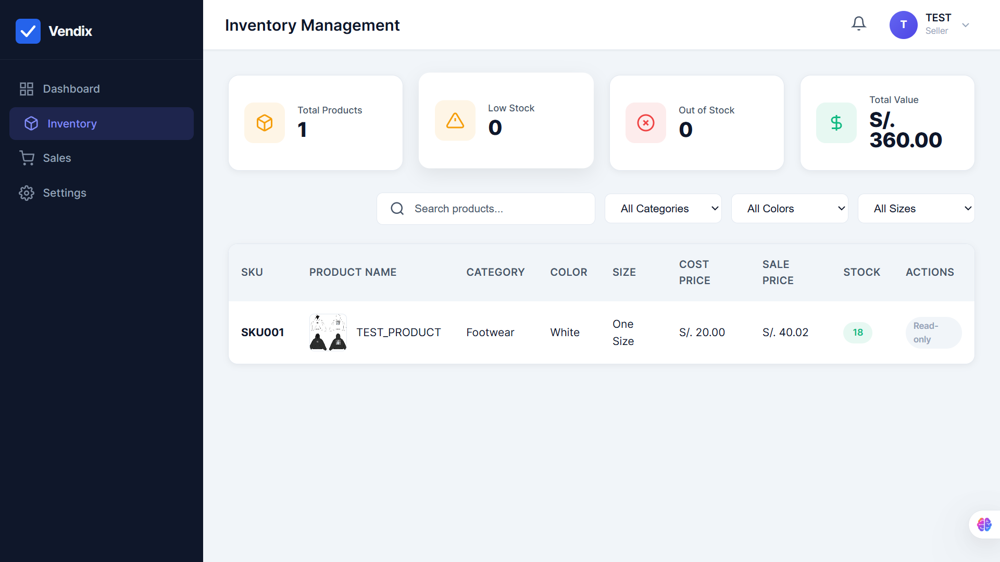 Vendix
Dashboard
Inventory
Sales
Settings
Inventory Management
T
TEST
Seller
Total Products
1
Low Stock
0
Out of Stock
0
Total Value
S/.
360.00
Search products...
All Categories
All Colors
All Sizes
SKU
PRODUCT NAME
CATEGORY
COLOR
SIZE
COST
PRICE
SALE
PRICE
STOCK
ACTIONS
SKU001
TEST_PRODUCT
Footwear
White
One
Size
S/. 20.00
S/. 40.02
18
Read-
only